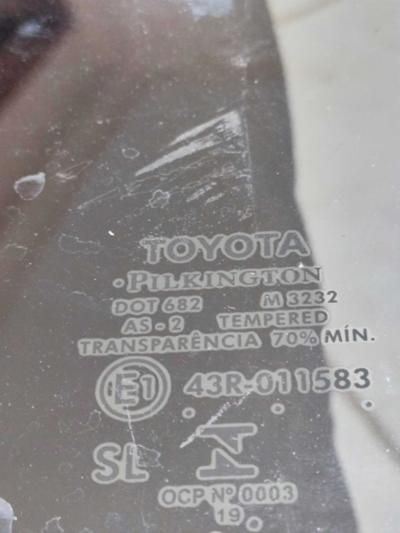 TOYOTA
PILKINGTON
DOT 682 M 3232
AS-2 TEMPERED
TRANSPARÊNCIA 70% MÍN.
E1 43R-011583
SL
OCP Nº 0003
19